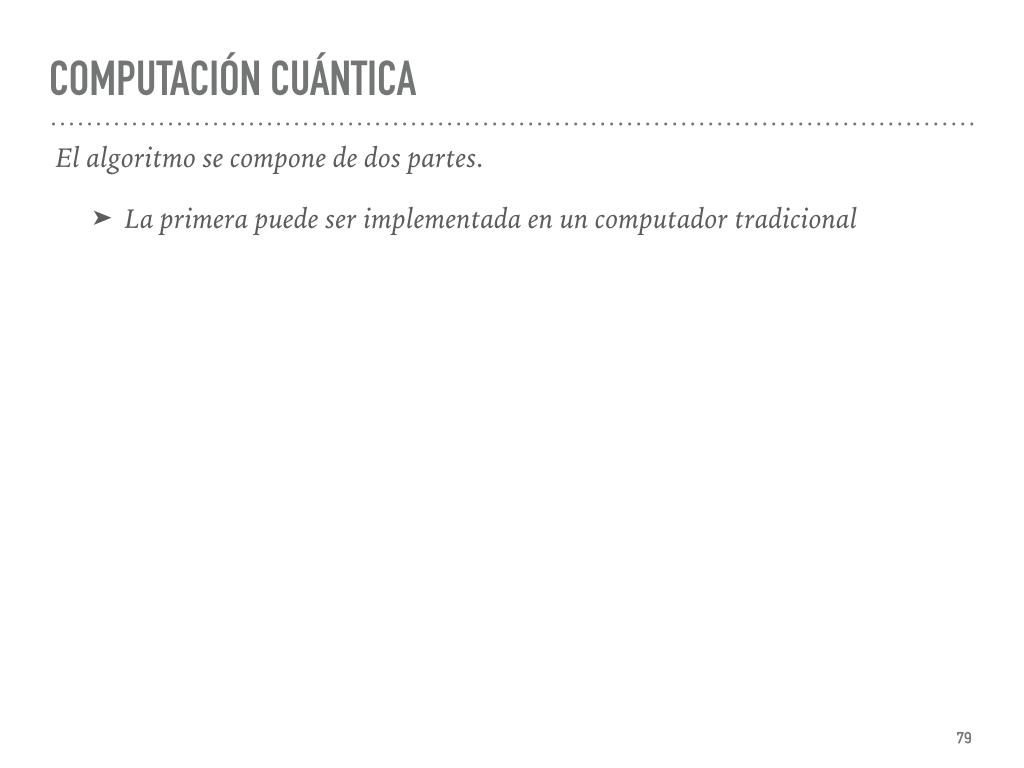 COMPUTACIÓN CUÁNTICA
El algoritmo se compone de dos partes.
➤ La primera puede ser implementada en un computador tradicional
79